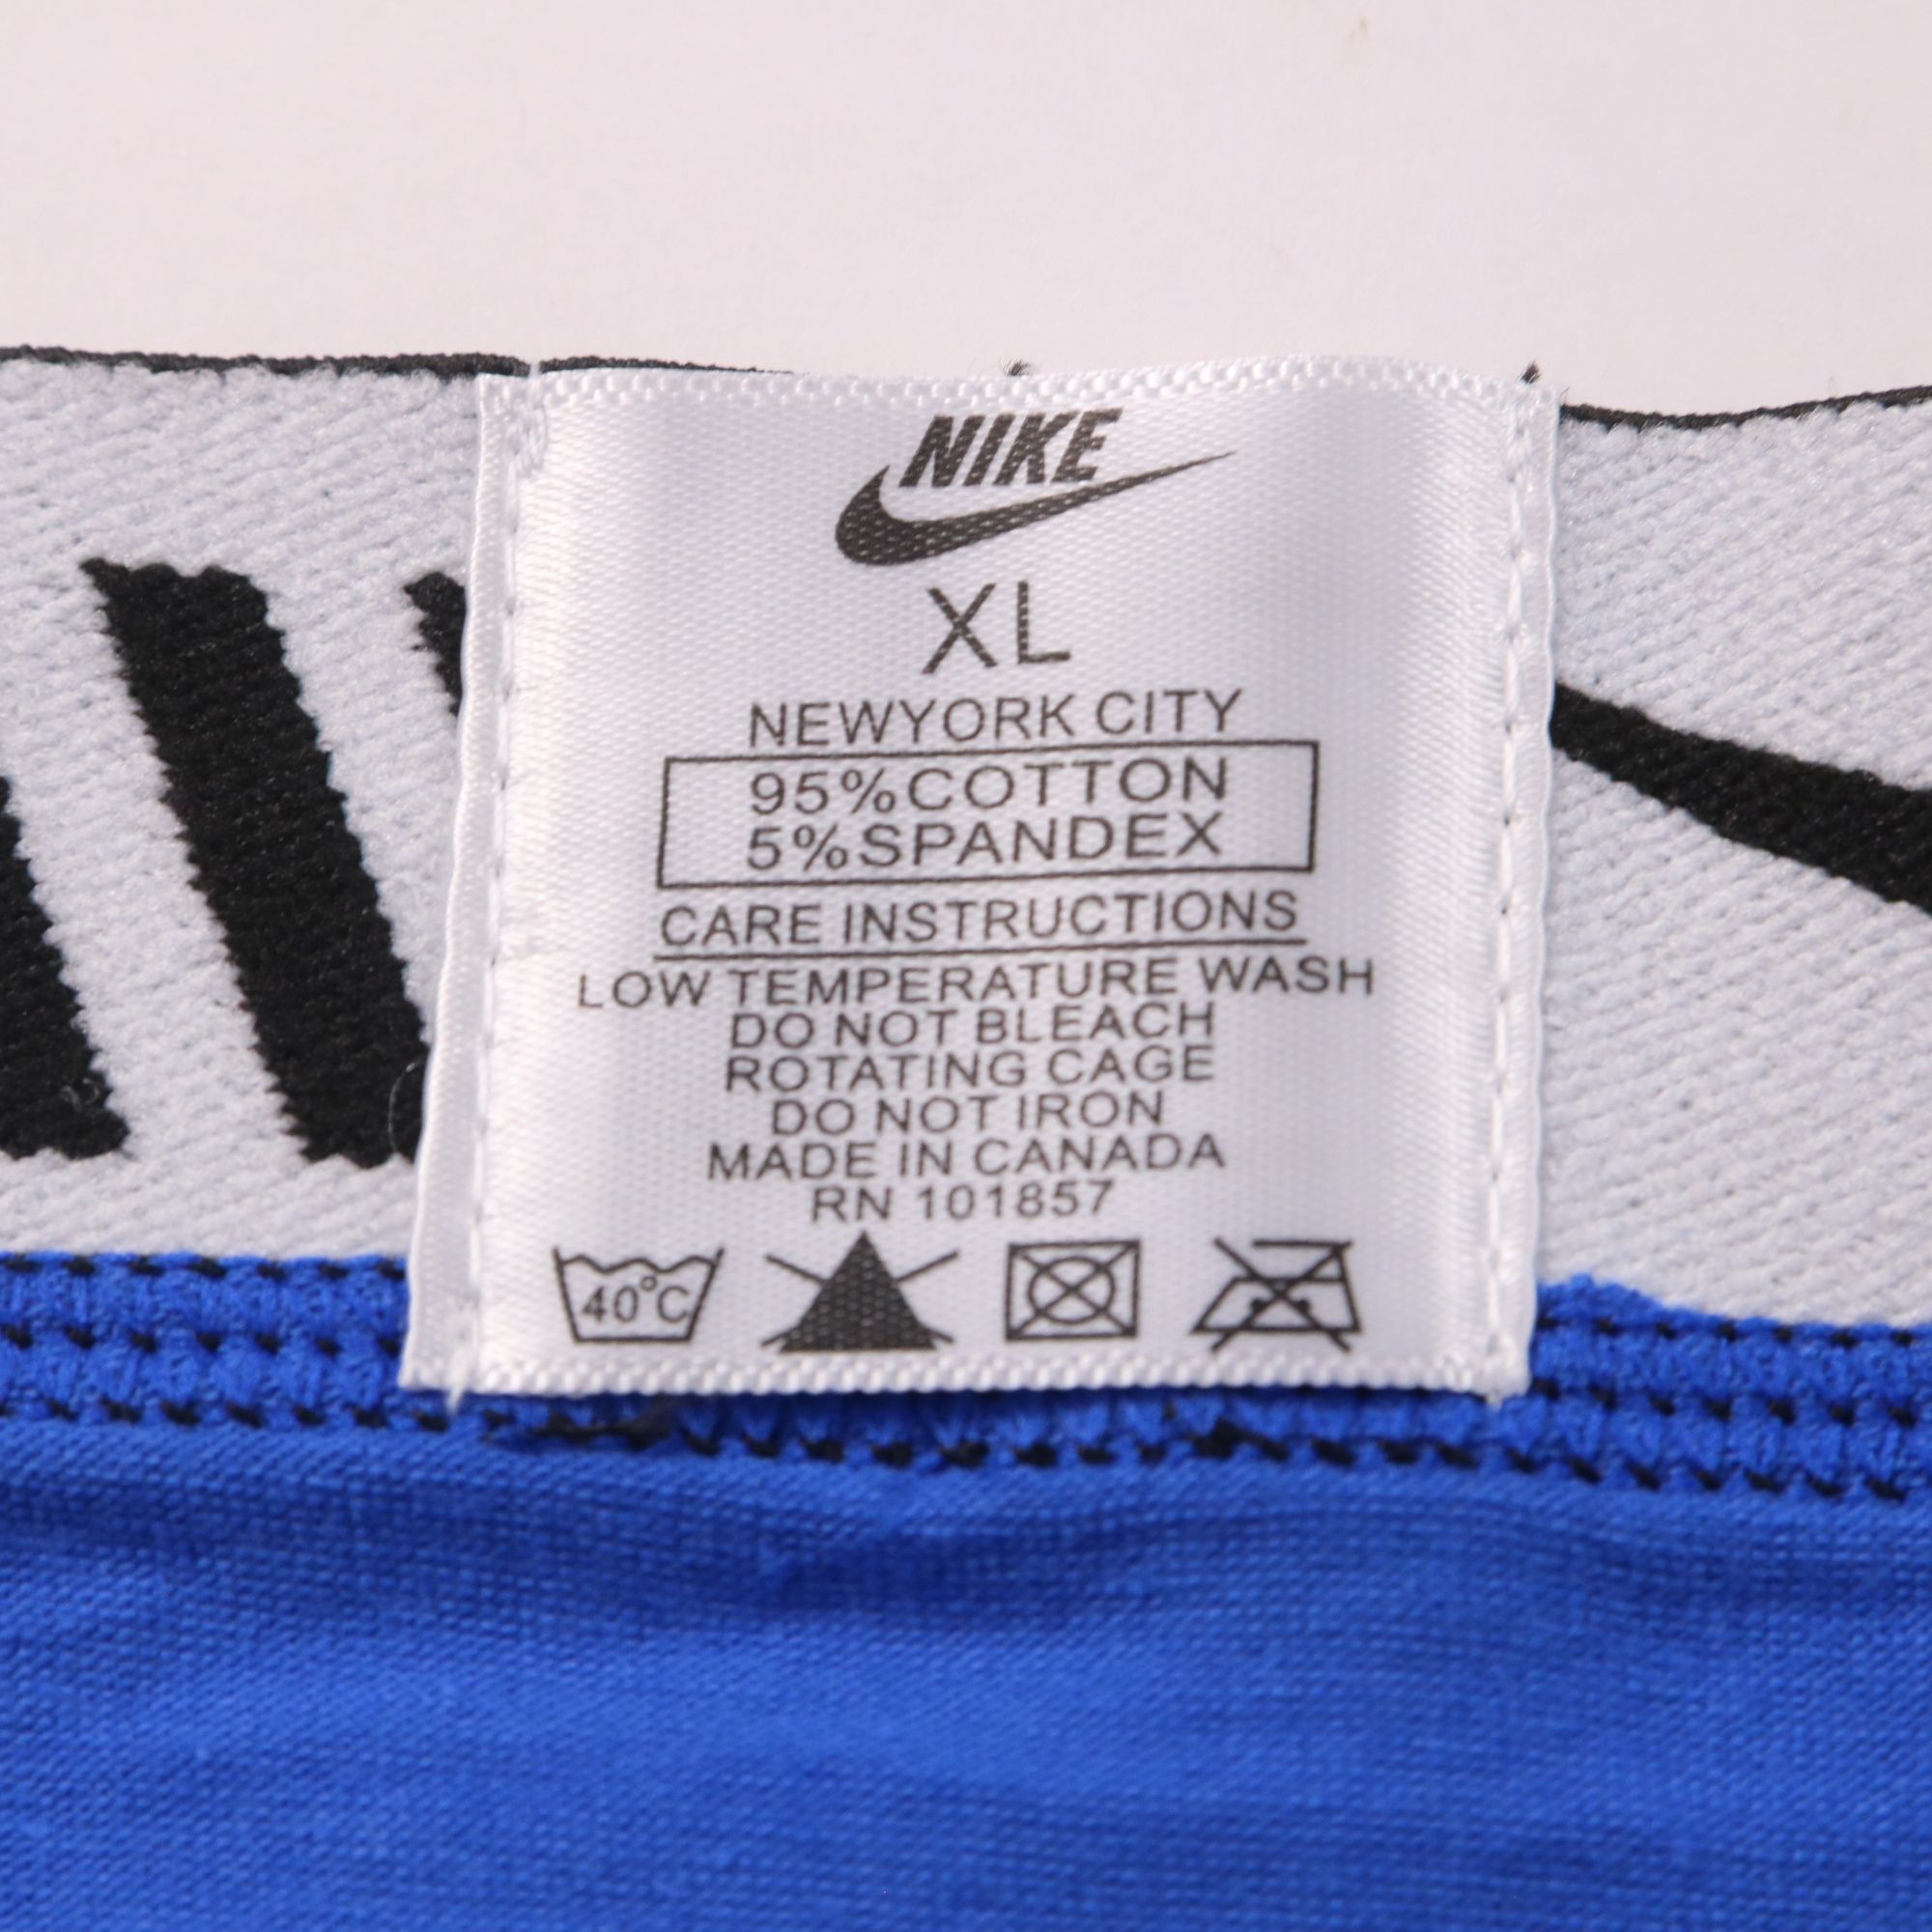 NIKE
XL
NEWYORK CITY
95%COTTON
5%SPANDEX
CARE INSTRUCTIONS
LOW TEMPERATURE WASH
DO NOT BLEACH
ROTATING CAGE
DO NOT IRON
MADE IN CANADA
RN 101857
40°C